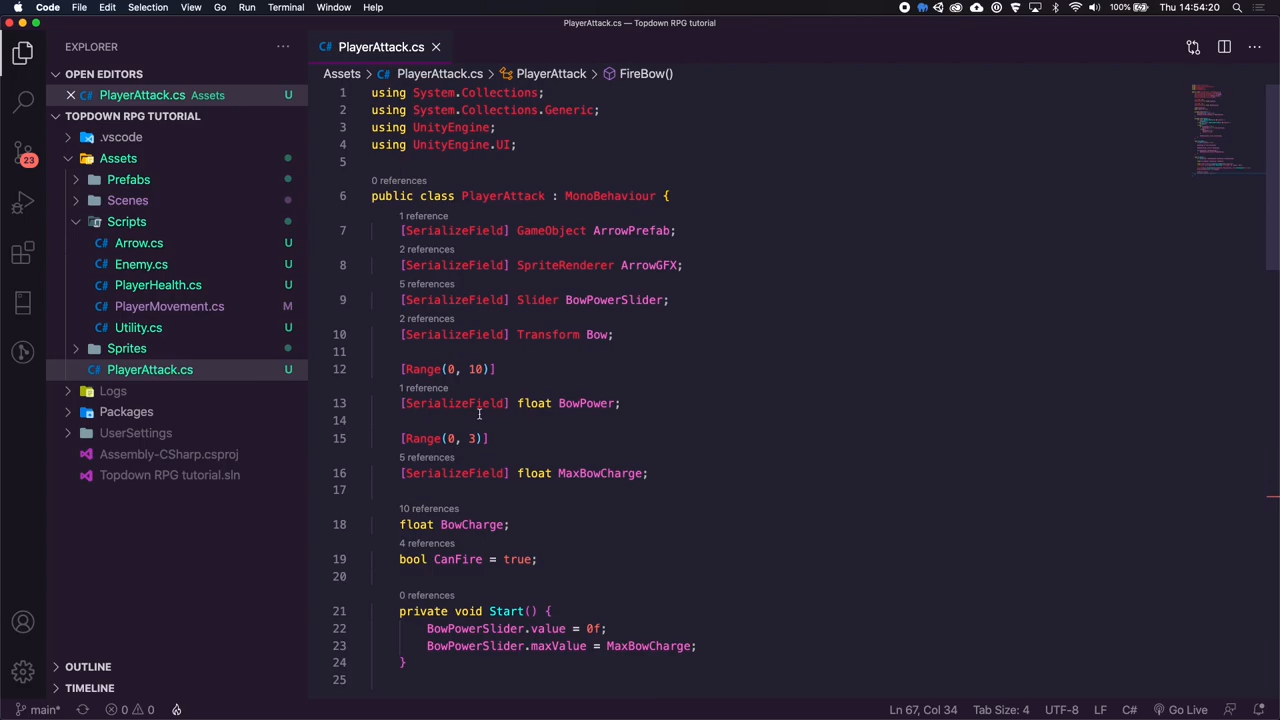 Code File Edit Selection View Go Run Terminal Window Help 100% Thu 14:54:20
PlayerAttack.cs — Topdown RPG tutorial
EXPLORER
OPEN EDITORS
PlayerAttack.cs Assets U
TOPDOWN RPG TUTORIAL
.vscode
Assets
Prefabs
Scenes
Scripts
Arrow.cs U
Enemy.cs U
PlayerHealth.cs U
PlayerMovement.cs M
Utility.cs U
Sprites
PlayerAttack.cs U
Logs
Packages
UserSettings
Assembly-CSharp.csproj
Topdown RPG tutorial.sln
OUTLINE
TIMELINE
23
C# PlayerAttack.cs
Assets > C# PlayerAttack.cs > PlayerAttack > FireBow()
1 using System.Collections;
2 using System.Collections.Generic;
3 using UnityEngine;
4 using UnityEngine.UI;
5
0 references
6 public class PlayerAttack : MonoBehaviour {
1 reference
7 [SerializeField] GameObject ArrowPrefab;
2 references
8 [SerializeField] SpriteRenderer ArrowGFX;
5 references
9 [SerializeField] Slider BowPowerSlider;
2 references
10 [SerializeField] Transform Bow;
11
12 [Range(0, 10)]
1 reference
13 [SerializeField] float BowPower;
14
15 [Range(0, 3)]
5 references
16 [SerializeField] float MaxBowCharge;
17
10 references
18 float BowCharge;
4 references
19 bool CanFire = true;
20
0 references
21 private void Start() {
22 BowPowerSlider.value = 0f;
23 BowPowerSlider.maxValue = MaxBowCharge;
24 }
25
main* 0 0 Ln 67, Col 34 Tab Size: 4 UTF-8 LF C# Go Live